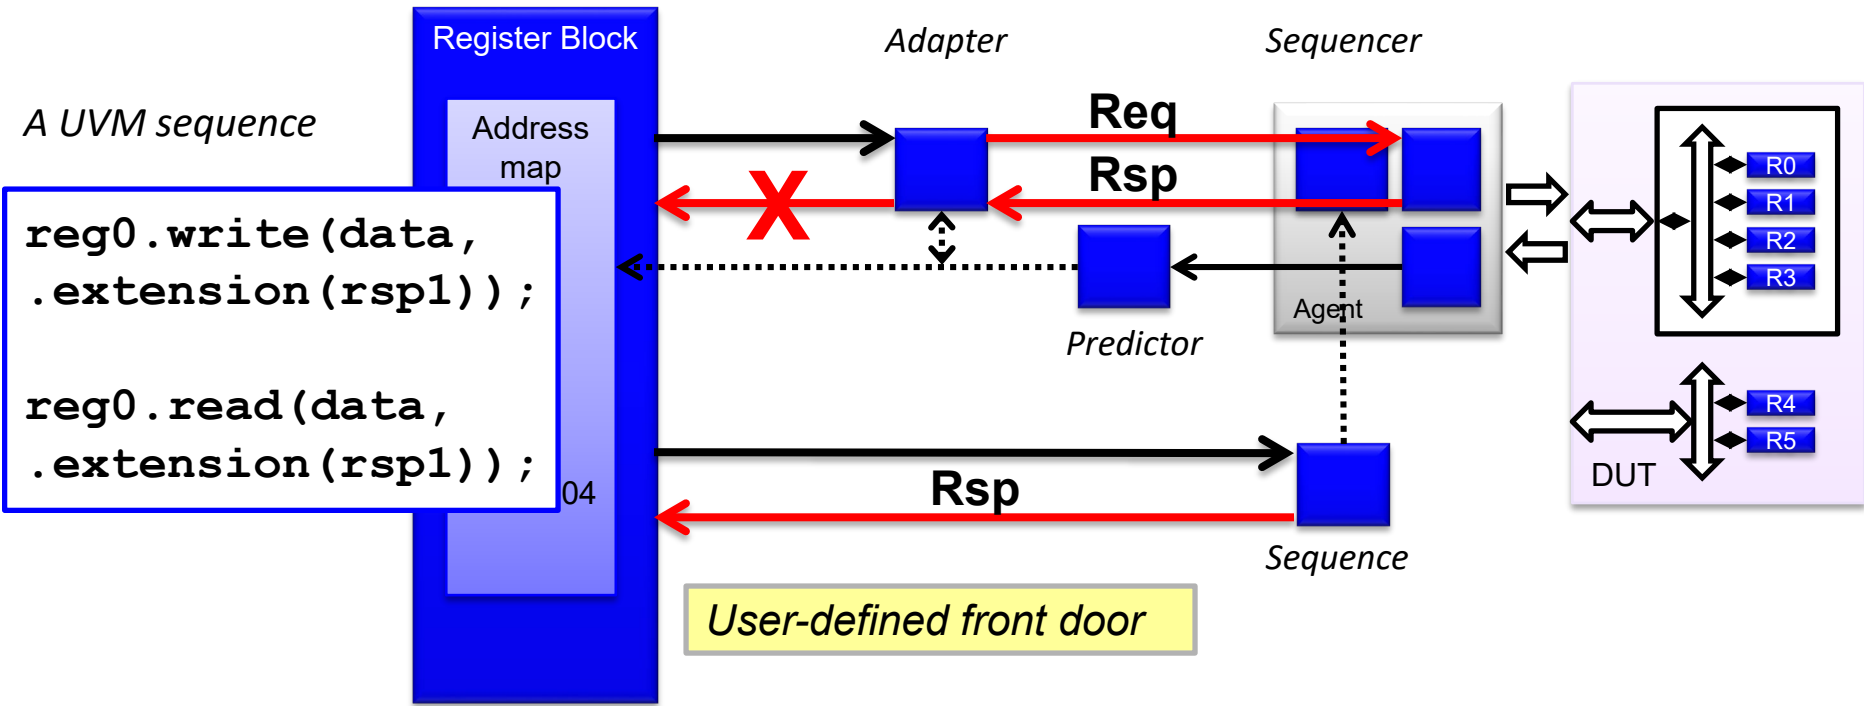 Register Block
Adapter
Sequencer
A UVM sequence
Address
map
Req
Rsp
X
reg0.write(data,
.extension(rsp1));
reg0.read(data,
.extension(rsp1));
04
R0
R1
R2
R3
Agent
Predictor
R4
R5
DUT
Rsp
Sequence
User-defined front door